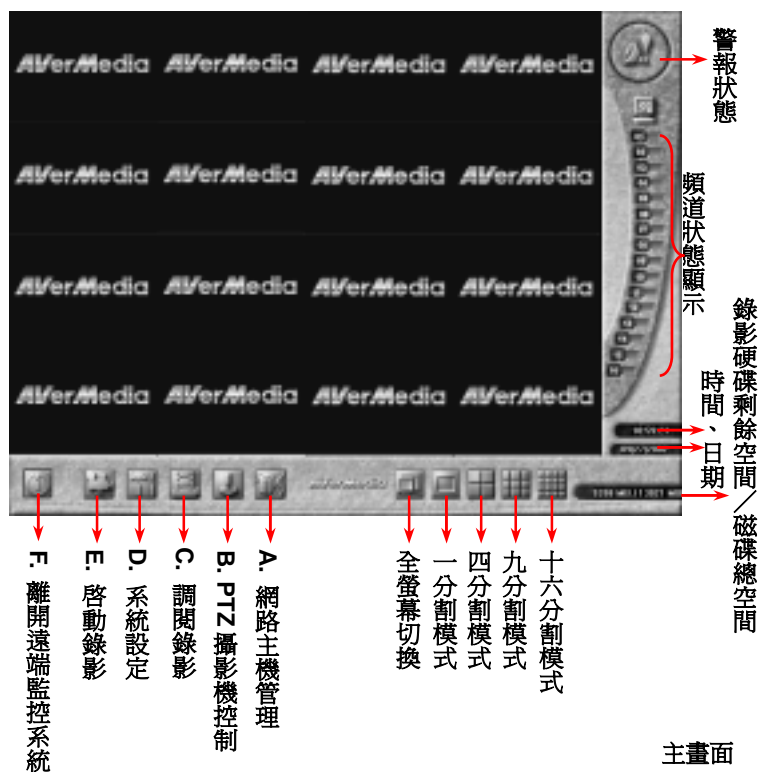 AVerMedia AVerMedia AVerMedia AVerMedia
AVerMedia AVerMedia AVerMedia AVerMedia
AVerMedia AVerMedia AVerMedia AVerMedia
AVerMedia AVerMedia AVerMedia AVerMedia
AVerMedia
警報狀態
頻道狀態顯示
時間、日期
錄影硬碟剩餘空間／磁碟總空間
十六分割模式
九分割模式
四分割模式
一分割模式
全螢幕切換
A. 網路主機管理
B. PTZ 攝影機控制
C. 調閱錄影
D. 系統設定
E. 啓動錄影
F. 離開遠端監控系統
主畫面